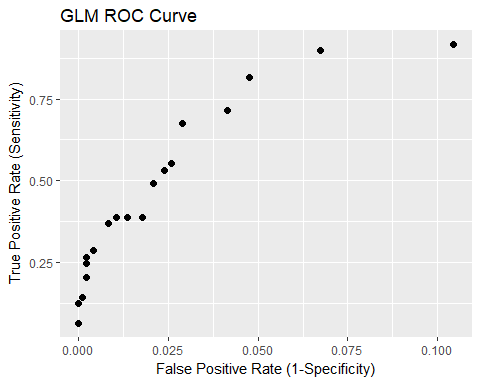 GLM ROC Curve
True Positive Rate (Sensitivity)
0.75
0.50
0.25
0.000
0.025
0.050
0.075
0.100
False Positive Rate (1-Specificity)